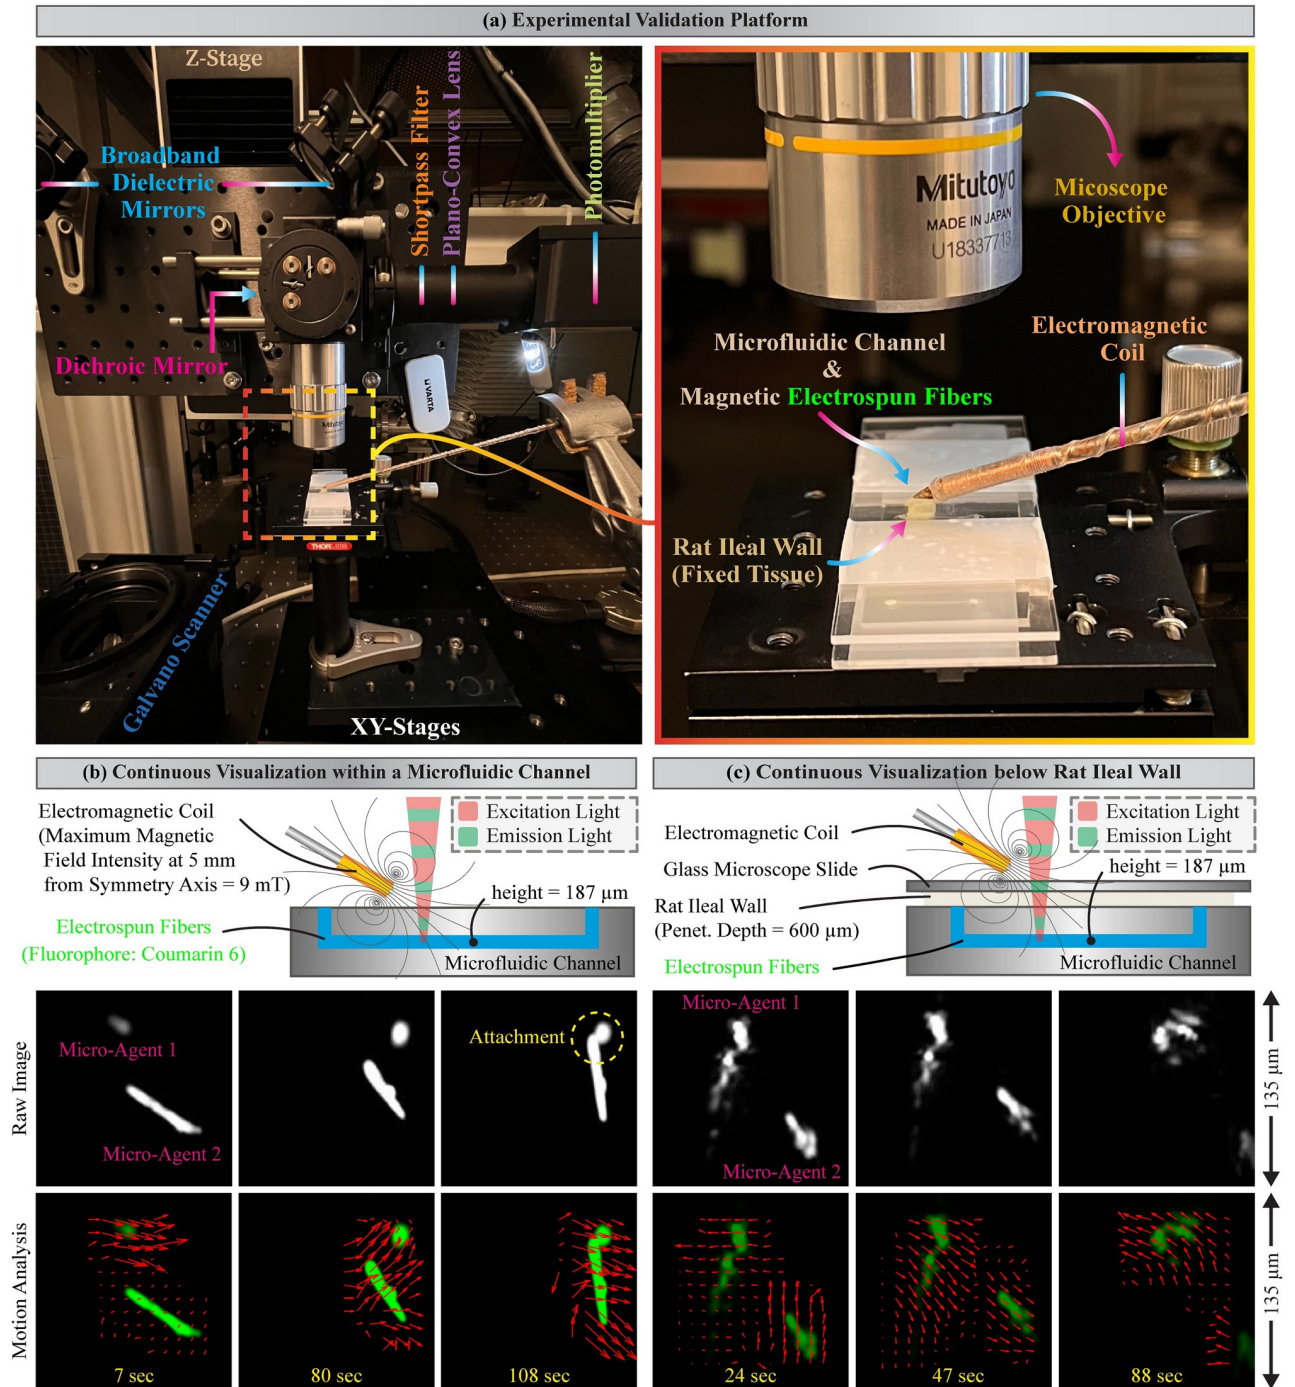 (a) Experimental Validation Platform
Z-Stage
Broadband
Dielectric
Mirrors
Shortpass Filter
Plano-Convex Lens
Photomultiplier
Dichroic Mirror
VARTA
Mitutoyo
THORLABS
Galvano Scanner
XY-Stages
Mitutoyo
MADE IN JAPAN
U18337713
Micoscope
Objective
Electromagnetic
Coil
Microfluidic Channel
&
Magnetic Electrospun Fibers
Rat Ileal Wall
(Fixed Tissue)
(b) Continuous Visualization within a Microfluidic Channel
Electromagnetic Coil
(Maximum Magnetic
Field Intensity at 5 mm
from Symmetry Axis = 9 mT)
Excitation Light
Emission Light
height = 187 µm
Electrospun Fibers
(Fluorophore: Coumarin 6)
Microfluidic Channel
(c) Continuous Visualization below Rat Ileal Wall
Excitation Light
Emission Light
Electromagnetic Coil
Glass Microscope Slide
height = 187 µm
Rat Ileal Wall
(Penet. Depth = 600 µm)
Electrospun Fibers
Microfluidic Channel
Raw Image
Micro-Agent 1
Micro-Agent 2
Attachment
Micro-Agent 1
Micro-Agent 2
135 µm
Motion Analysis
7 sec
80 sec
108 sec
24 sec
47 sec
88 sec
135 µm